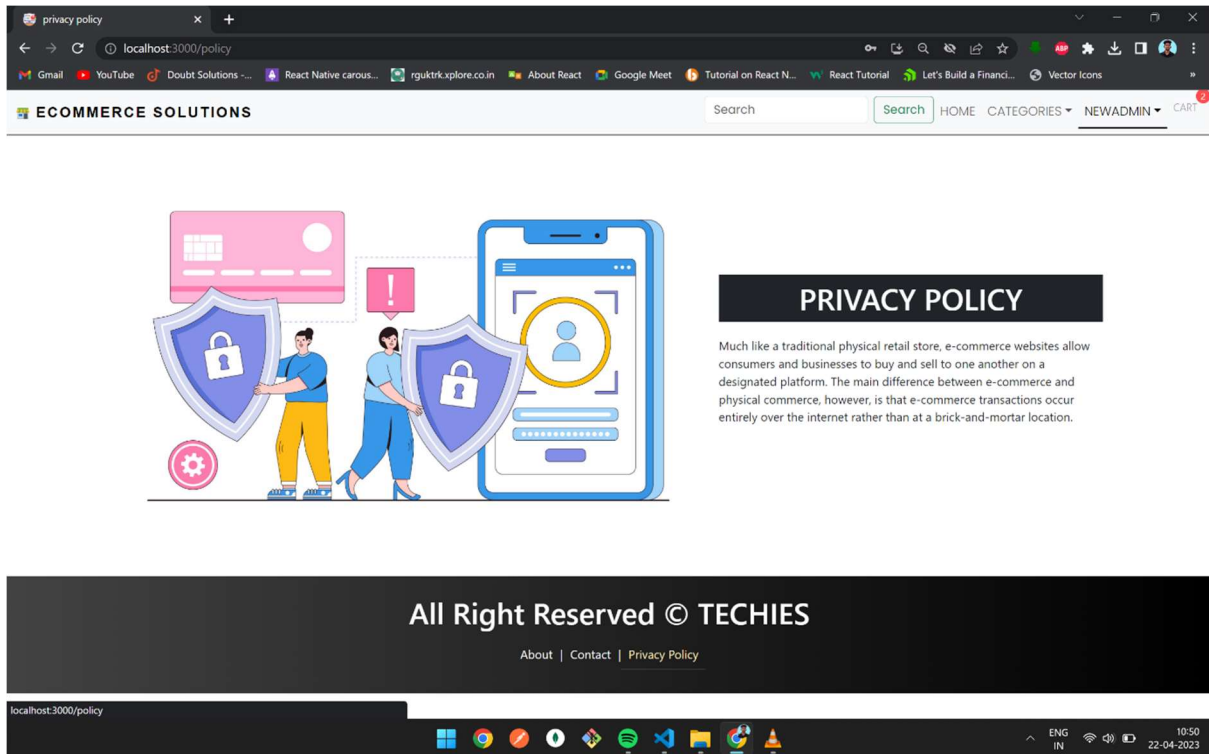 privacy policy
localhost:3000/policy
Gmail YouTube Doubt Solutions -... React Native carous... rguktrk.xplore.co.in About React Google Meet Tutorial on React N... React Tutorial Let's Build a Financi... Vector Icons »
ECOMMERCE SOLUTIONS Search Search HOME CATEGORIES NEWADMIN CART 2
PRIVACY POLICY
Much like a traditional physical retail store, e-commerce websites allow
consumers and businesses to buy and sell to one another on a
designated platform. The main difference between e-commerce and
physical commerce, however, is that e-commerce transactions occur
entirely over the internet rather than at a brick-and-mortar location.
All Right Reserved © TECHIES
About | Contact | Privacy Policy
localhost:3000/policy
ENG
IN
10:50
22-04-2023